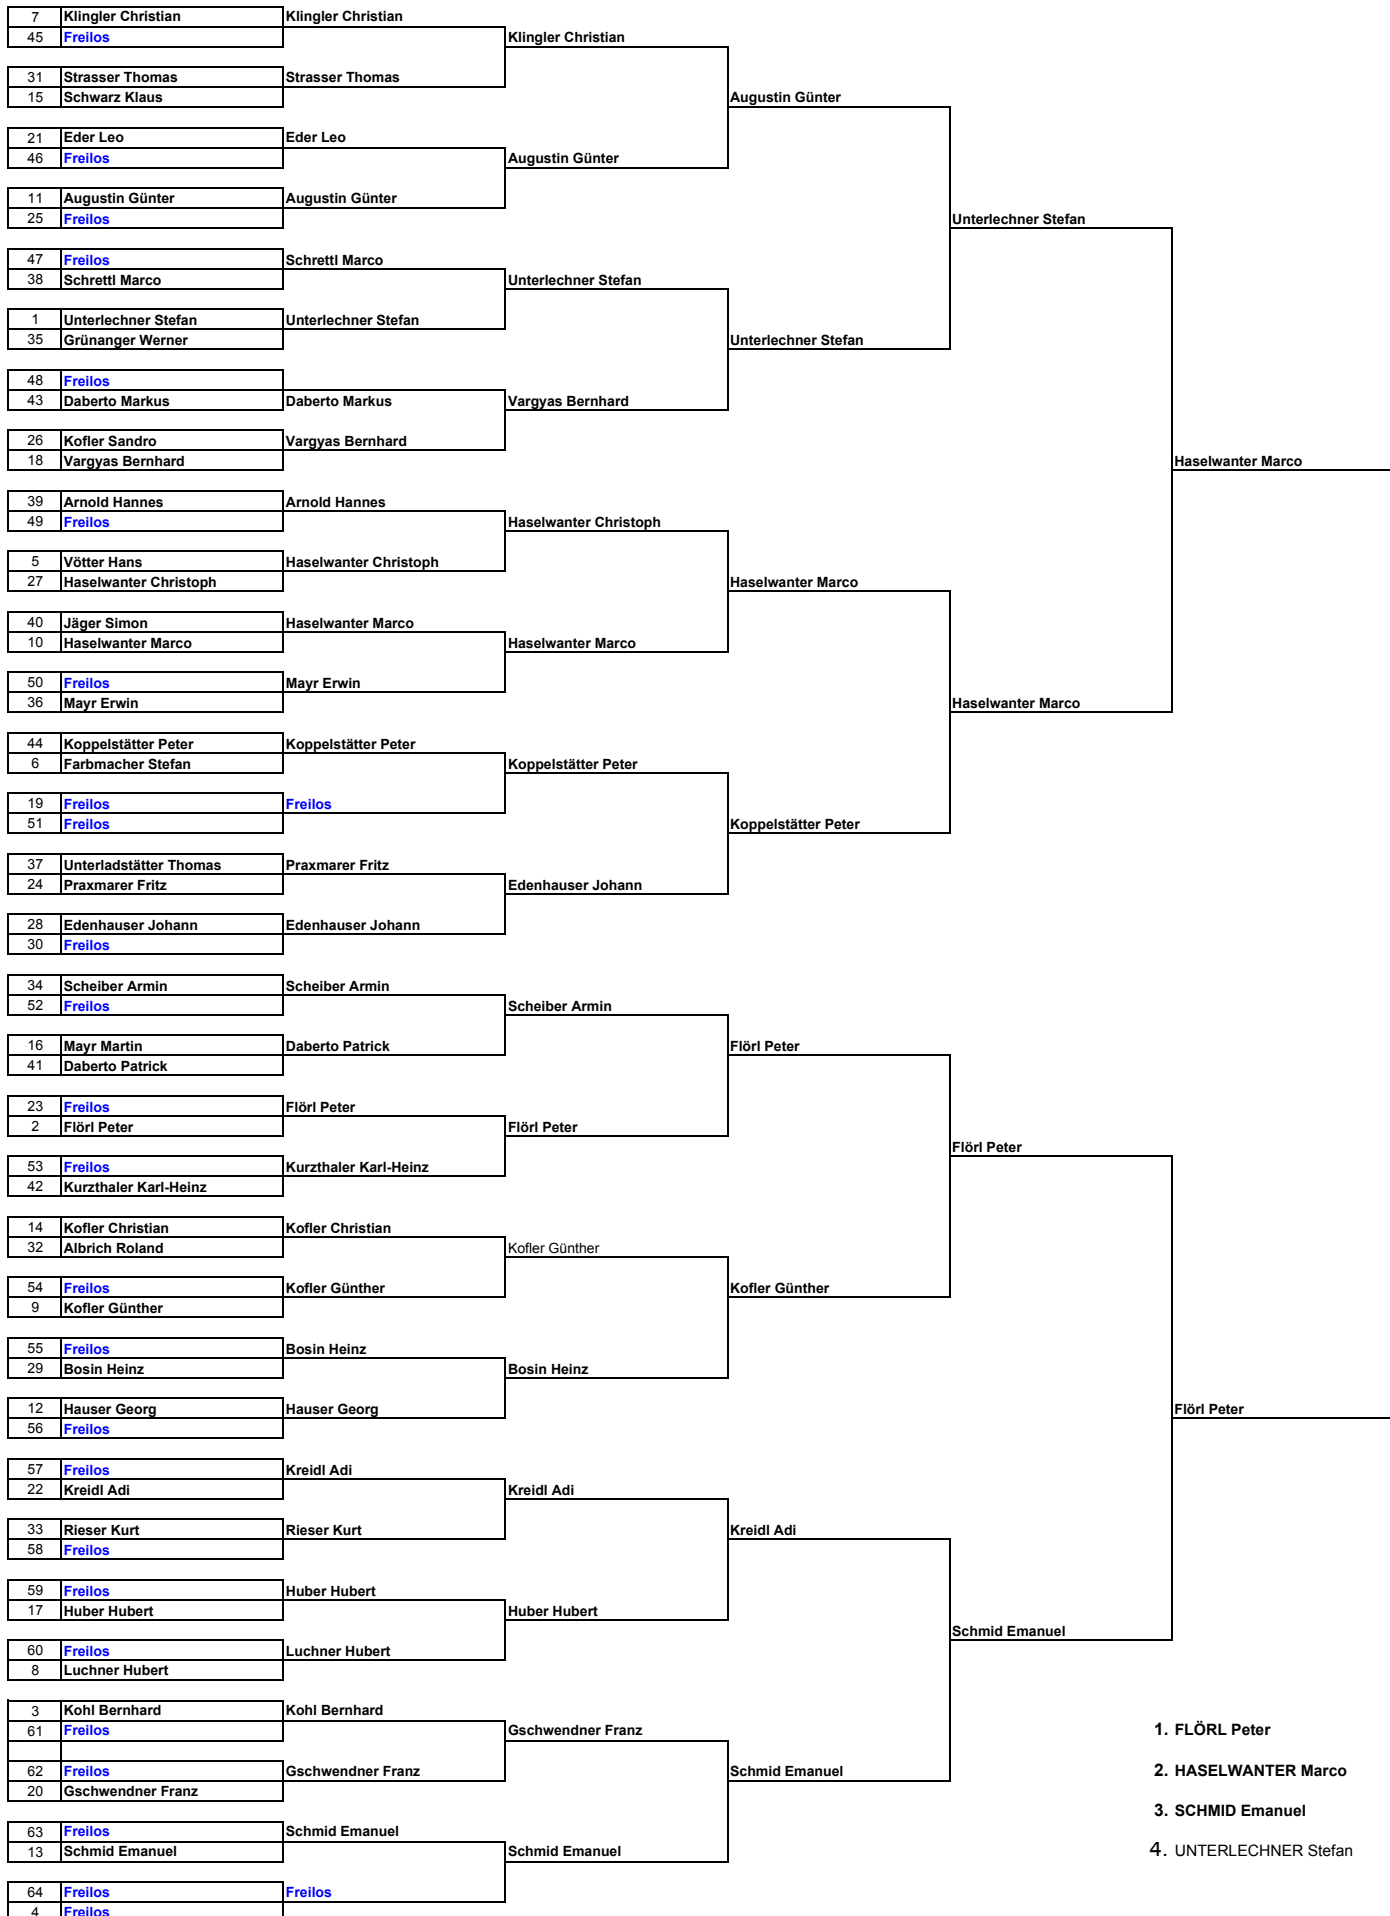 7 Klingler Christian Klingler Christian
45 Freilos Klingler Christian
31 Strasser Thomas Strasser Thomas
15 Schwarz Klaus Augustin Günter
21 Eder Leo Eder Leo
46 Freilos Augustin Günter
11 Augustin Günter Augustin Günter
25 Freilos Unterlechner Stefan
47 Freilos Schrettl Marco
38 Schrettl Marco Unterlechner Stefan
1 Unterlechner Stefan Unterlechner Stefan
35 Grünanger Werner Unterlechner Stefan
48 Freilos
43 Daberto Markus Daberto Markus Vargyas Bernhard
26 Kofler Sandro Vargyas Bernhard
18 Vargyas Bernhard Haselwanter Marco
39 Arnold Hannes Arnold Hannes
49 Freilos Haselwanter Christoph
5 Vötter Hans Haselwanter Christoph
27 Haselwanter Christoph Haselwanter Marco
40 Jäger Simon Haselwanter Marco
10 Haselwanter Marco Haselwanter Marco
50 Freilos Mayr Erwin
36 Mayr Erwin Haselwanter Marco
44 Koppelstätter Peter Koppelstätter Peter
6 Farbmacher Stefan Koppelstätter Peter
19 Freilos Freilos
51 Freilos Koppelstätter Peter
37 Unterladstätter Thomas Praxmarer Fritz
24 Praxmarer Fritz Edenhauser Johann
28 Edenhauser Johann Edenhauser Johann
30 Freilos
34 Scheiber Armin Scheiber Armin
52 Freilos Scheiber Armin
16 Mayr Martin Daberto Patrick Flörl Peter
41 Daberto Patrick
23 Freilos Flörl Peter
2 Flörl Peter Flörl Peter
Flörl Peter
53 Freilos Kurzthaler Karl-Heinz
42 Kurzthaler Karl-Heinz
14 Kofler Christian Kofler Christian
32 Albrich Roland Kofler Günther
54 Freilos Kofler Günther Kofler Günther
9 Kofler Günther
55 Freilos Bosin Heinz
29 Bosin Heinz Bosin Heinz
12 Hauser Georg Hauser Georg Flörl Peter
56 Freilos
57 Freilos Kreidl Adi
22 Kreidl Adi Kreidl Adi
33 Rieser Kurt Rieser Kurt Kreidl Adi
58 Freilos
59 Freilos Huber Hubert
17 Huber Hubert Huber Hubert
Schmid Emanuel
60 Freilos Luchner Hubert
8 Luchner Hubert
3 Kohl Bernhard Kohl Bernhard
61 Freilos Gschwendner Franz 1. FLÖRL Peter
62 Freilos Gschwendner Franz Schmid Emanuel 2. HASELWANTER Marco
20 Gschwendner Franz
3. SCHMID Emanuel
63 Freilos Schmid Emanuel
13 Schmid Emanuel Schmid Emanuel 4. UNTERLECHNER Stefan
64 Freilos Freilos
4 Freilos